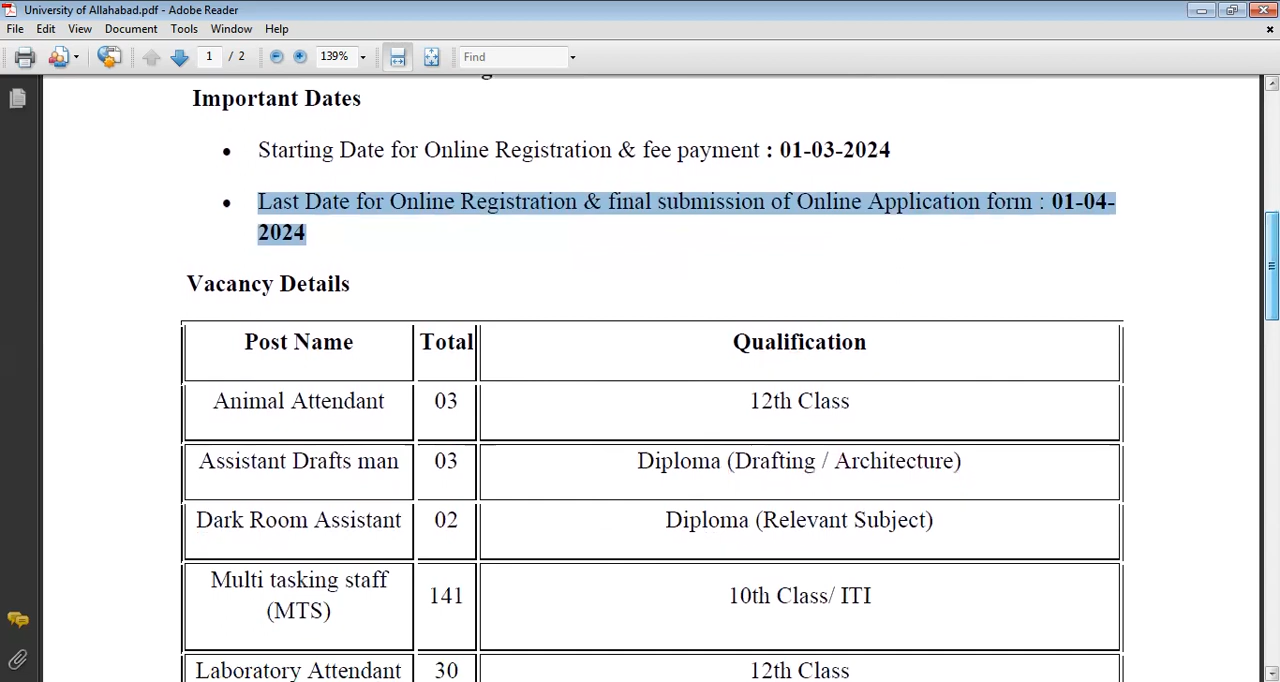 University of Allahabad.pdf - Adobe Reader
File Edit View Document Tools Window Help
1 / 2 139% Find
Important Dates
• Starting Date for Online Registration & fee payment : 01-03-2024
• Last Date for Online Registration & final submission of Online Application form : 01-04-
2024
Vacancy Details
Post Name Total Qualification
Animal Attendant 03 12th Class
Assistant Drafts man 03 Diploma (Drafting / Architecture)
Dark Room Assistant 02 Diploma (Relevant Subject)
Multi tasking staff
(MTS) 141 10th Class/ ITI
Laboratory Attendant 30 12th Class